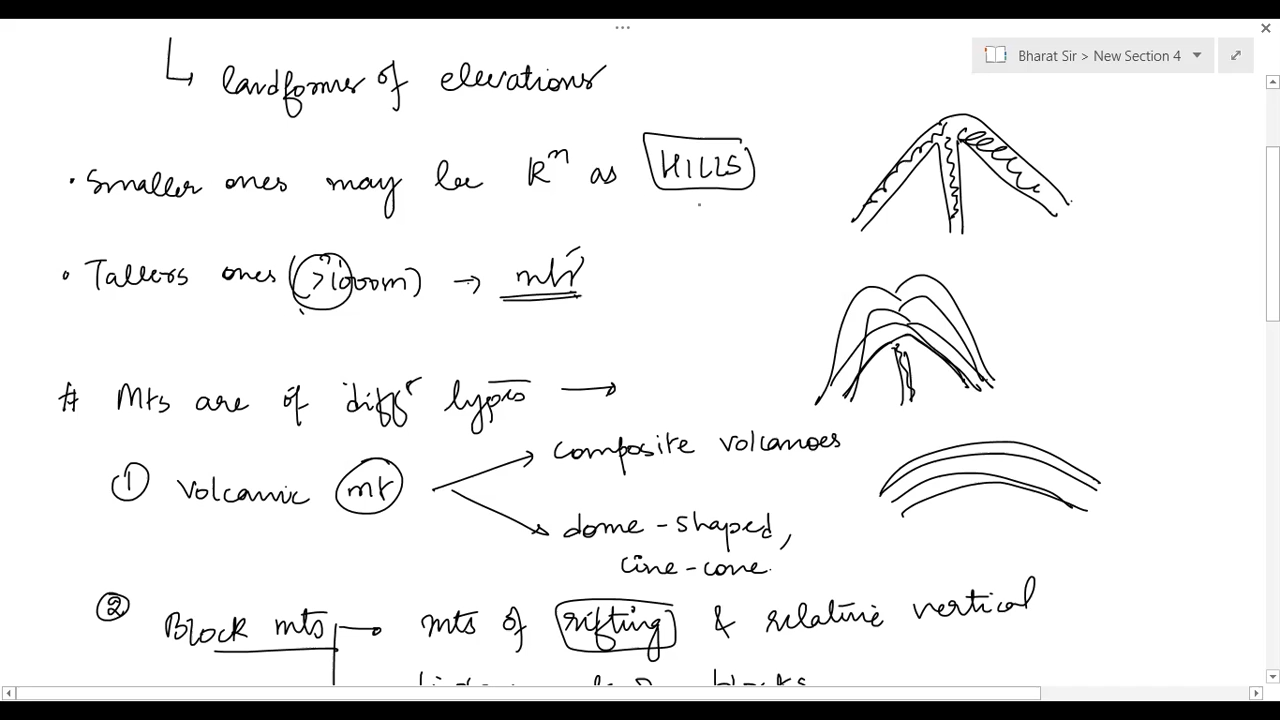 Bharat Sir > New Section 4
landforms of elevations
• Smaller ones may be Rⁿ as HILLS
• Tallers ones (>1000m) → mtⁿ
# Mts are of diffʳ types →
① volcanic mt
composite volcanoes
dome-shaped,
cine-cone.
② Block mts → mts of rifting & relative vertical
blocks